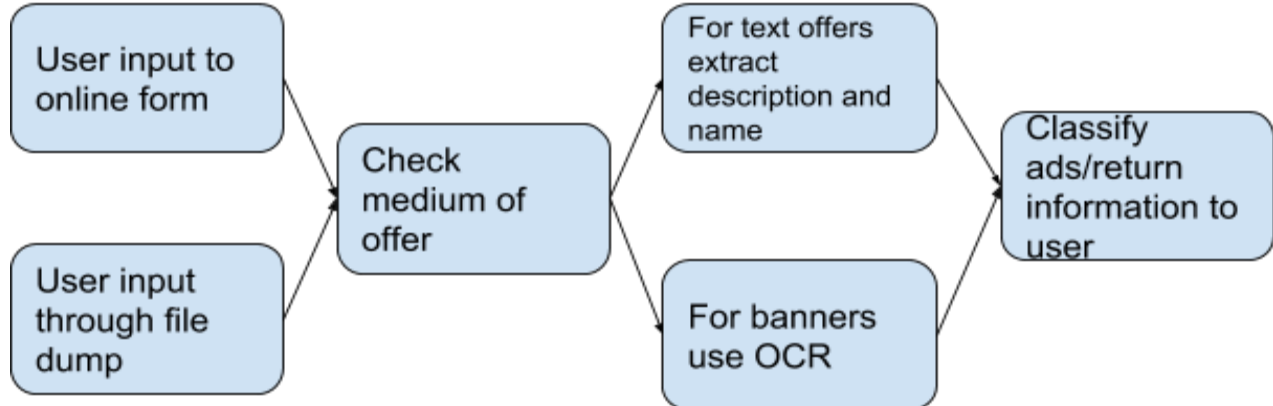 User input to
online form
User input
through file
dump
Check
medium of
offer
For text offers
extract
description and
name
For banners
use OCR
Classify
ads/return
information to
user